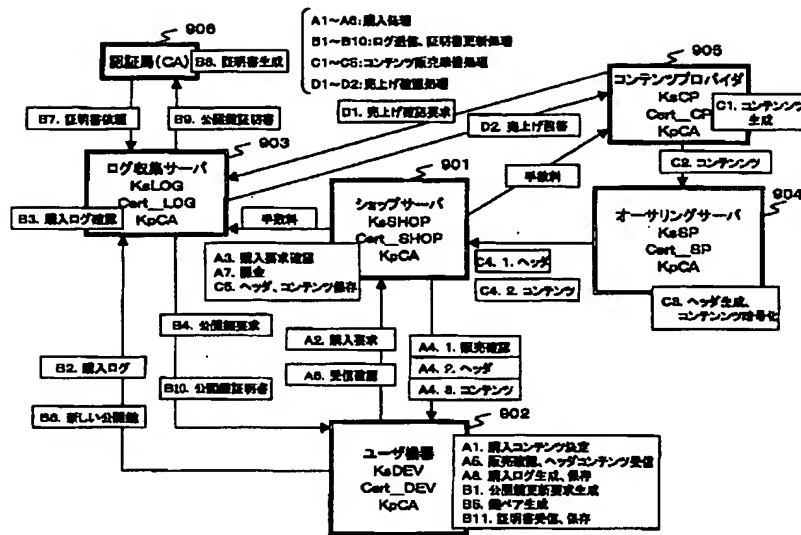 906
認証局(CA)
B8. 証明書生成
A1~A8:購入処理
B1~B10:ログ送信、証明書更新処理
C1~C5:コンテンツ販売準備処理
D1~D2:売上げ確認処理
905
コンテンツプロバイダ
KsCP
Cert_CP
KpCA
C1. コンテンンツ
生成
B7. 証明書依頼
B9. 公開鍵証明書
D1. 売上げ確認要求
D2. 売上げ報告
C2. コンテンンツ
903
ログ収集サーバ
KsLOG
Cert_LOG
KpCA
B3. 購入ログ確認
手数料
901
ショップサーバ
KsSHOP
Cert_SHOP
KpCA
手数料
904
オーサリングサーバ
KsSP
Cert_SP
KpCA
C3. ヘッダ生成、
コンテンンツ暗号化
A3. 購入要求確認
A7. 課金
C5. ヘッダ、コンテンツ保存
C4. 1. ヘッダ
C4. 2. コンテンツ
B4. 公開鍵要求
A2. 購入要求
A4. 1. 販売確認
A4. 2. ヘッダ
A4. 3. コンテンツ
B2. 購入ログ
A6. 受信確認
B10. 公開鍵証明書
B6. 新しい公開鍵
902
ユーザ機器
KsDEV
Cert_DEV
KpCA
A1. 購入コンテンツ決定
A5. 販売確認、ヘッダコンテンツ受信
A8. 購入ログ生成、保存
B1. 公開鍵更新要求生成
B5. 鍵ペア生成
B11. 証明書受信、保存